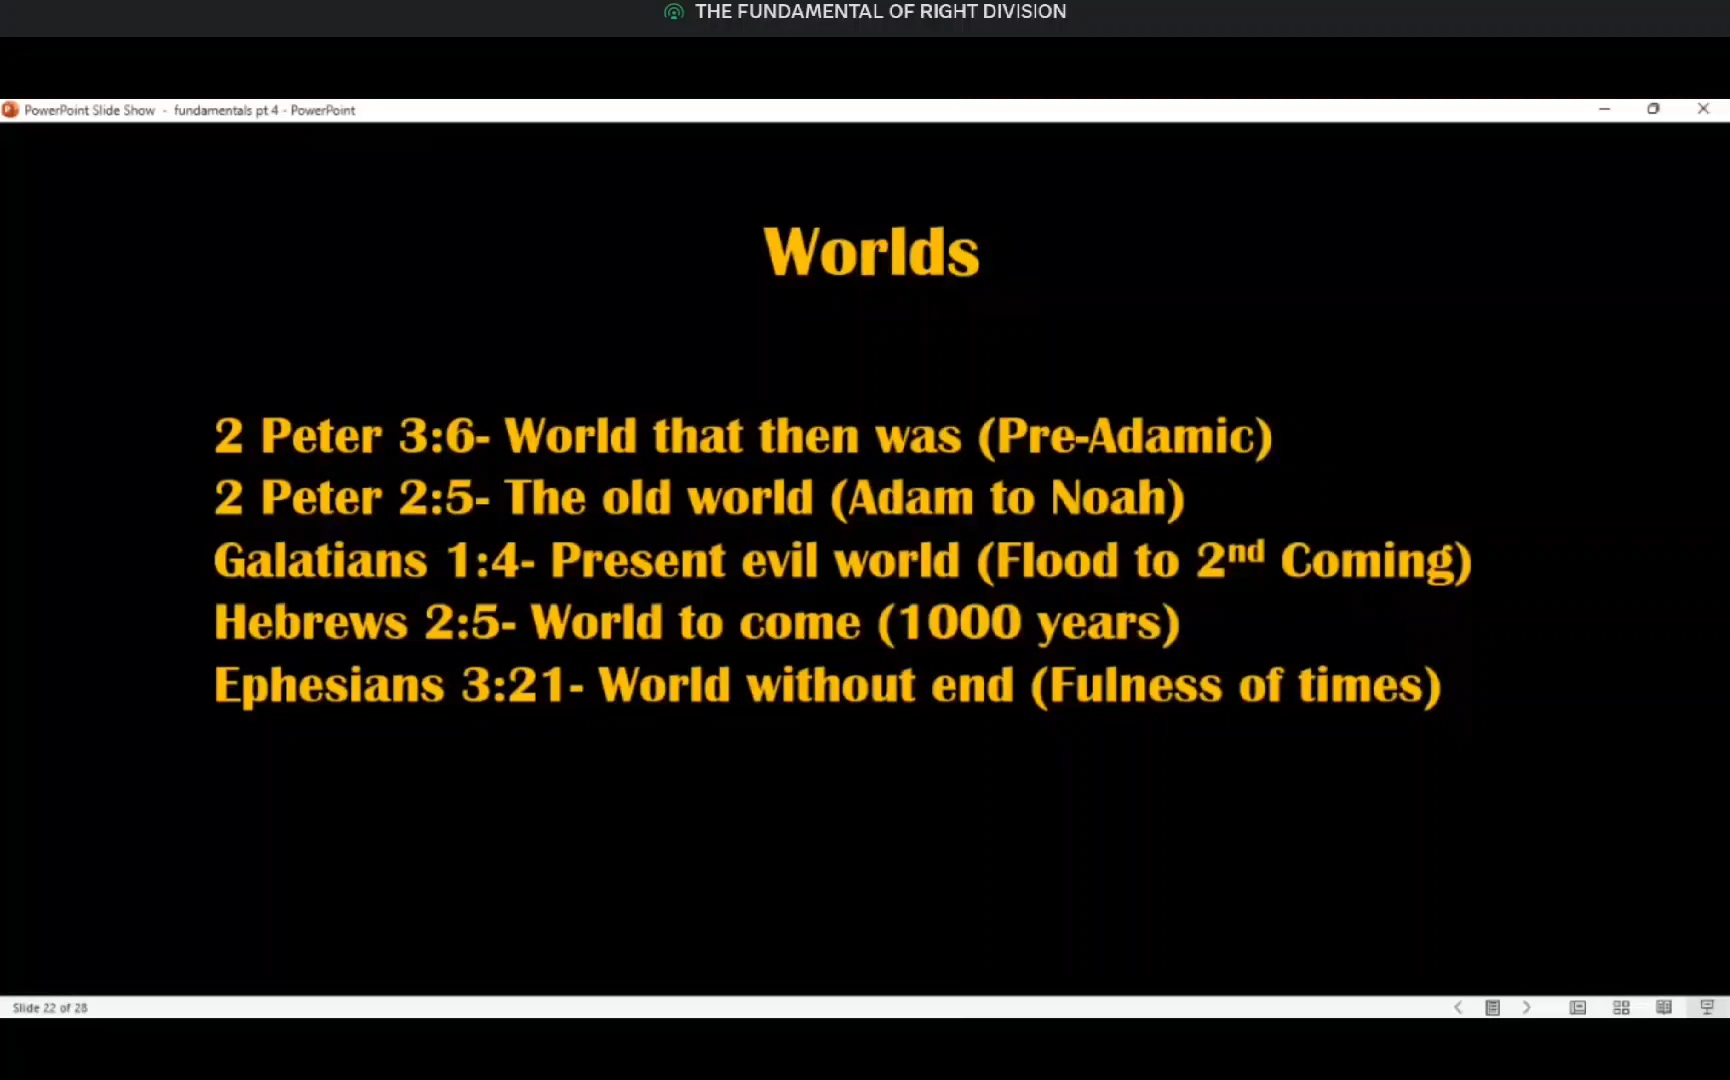 THE FUNDAMENTAL OF RIGHT DIVISION
PowerPoint Slide Show - fundamentals pt 4 - PowerPoint
Worlds
2 Peter 3:6- World that then was (Pre-Adamic)
2 Peter 2:5- The old world (Adam to Noah)
Galatians 1:4- Present evil world (Flood to 2nd Coming)
Hebrews 2:5- World to come (1000 years)
Ephesians 3:21- World without end (Fulness of times)
Slide 22 of 28